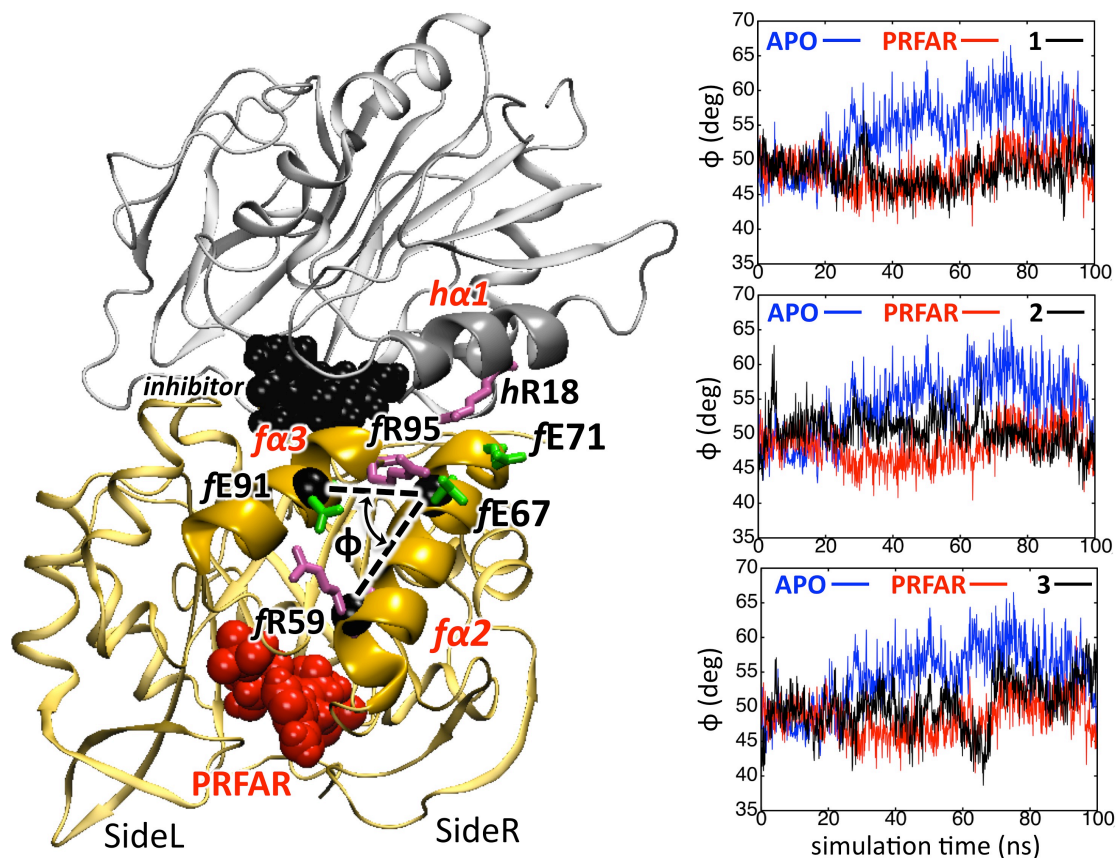 hα1
inhibitor
hR18
fα3
fR95
fE71
fE91
fE67
ϕ
fR59
fα2
PRFAR
SideL
SideR
APO PRFAR 1
70
65
60
55
50
45
40
35
ϕ (deg)
0 20 40 60 80 100
APO PRFAR 2
70
65
60
55
50
45
40
35
ϕ (deg)
0 20 40 60 80 100
APO PRFAR 3
70
65
60
55
50
45
40
35
ϕ (deg)
0 20 40 60 80 100
simulation time (ns)